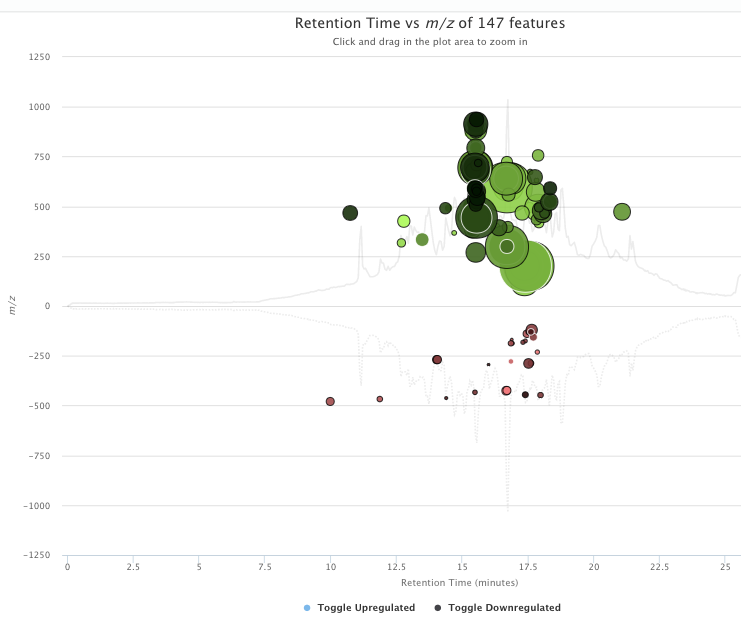 Retention Time vs m/z of 147 features
Click and drag in the plot area to zoom in
1250
1000
750
500
250
0
−250
−500
−750
−1000
−1250
m/z
0 2.5 5 7.5 10 12.5 15 17.5 20 22.5 25
Retention Time (minutes)
Toggle Upregulated Toggle Downregulated